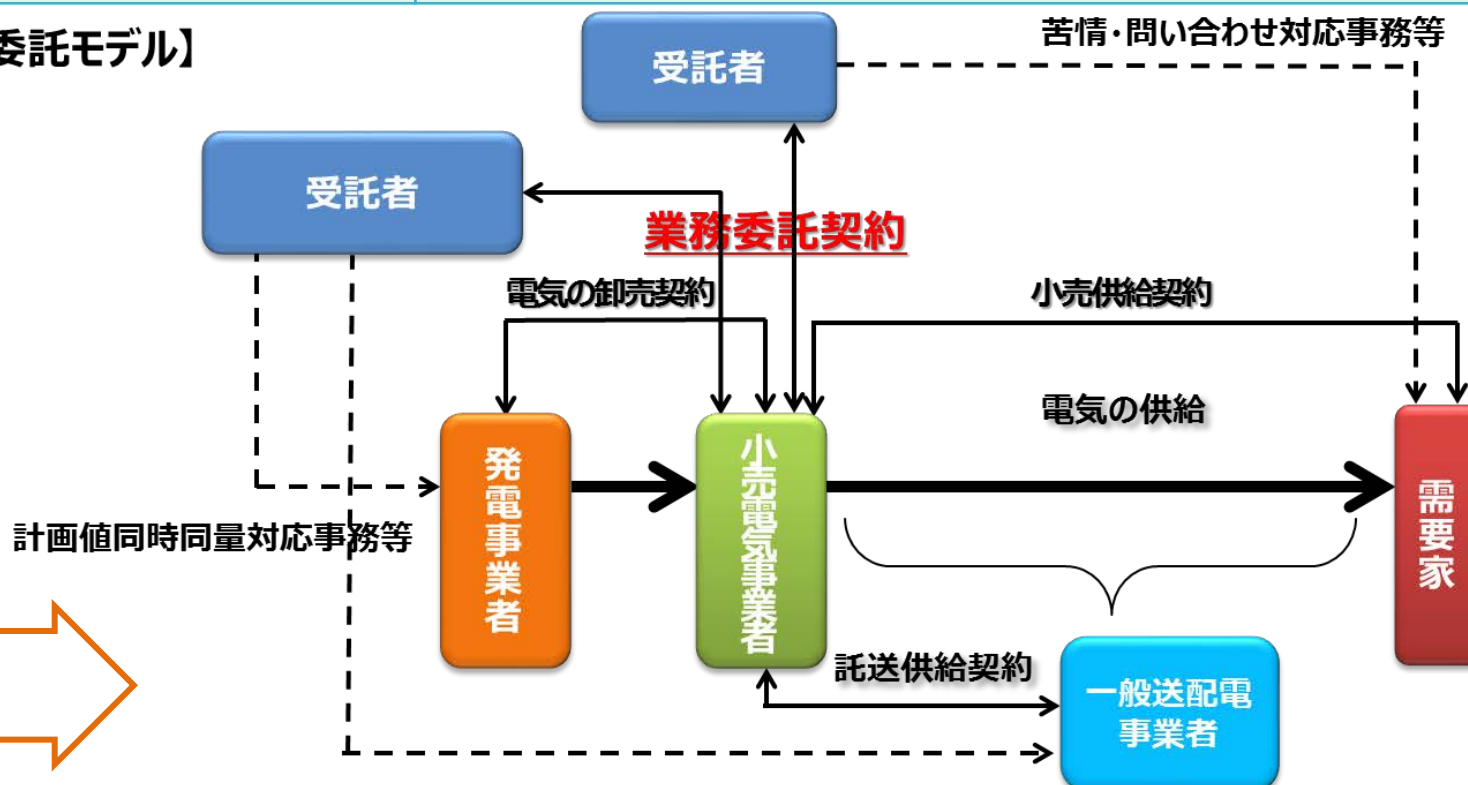 委託モデル】
受託者
苦情・問い合わせ対応事務等
受託者
業務委託契約
電気の卸売契約
小売供給契約
電気の供給
発電事業者
小売電気事業者
需要家
計画値同時同量対応事務等
託送供給契約
一般送配電
事業者